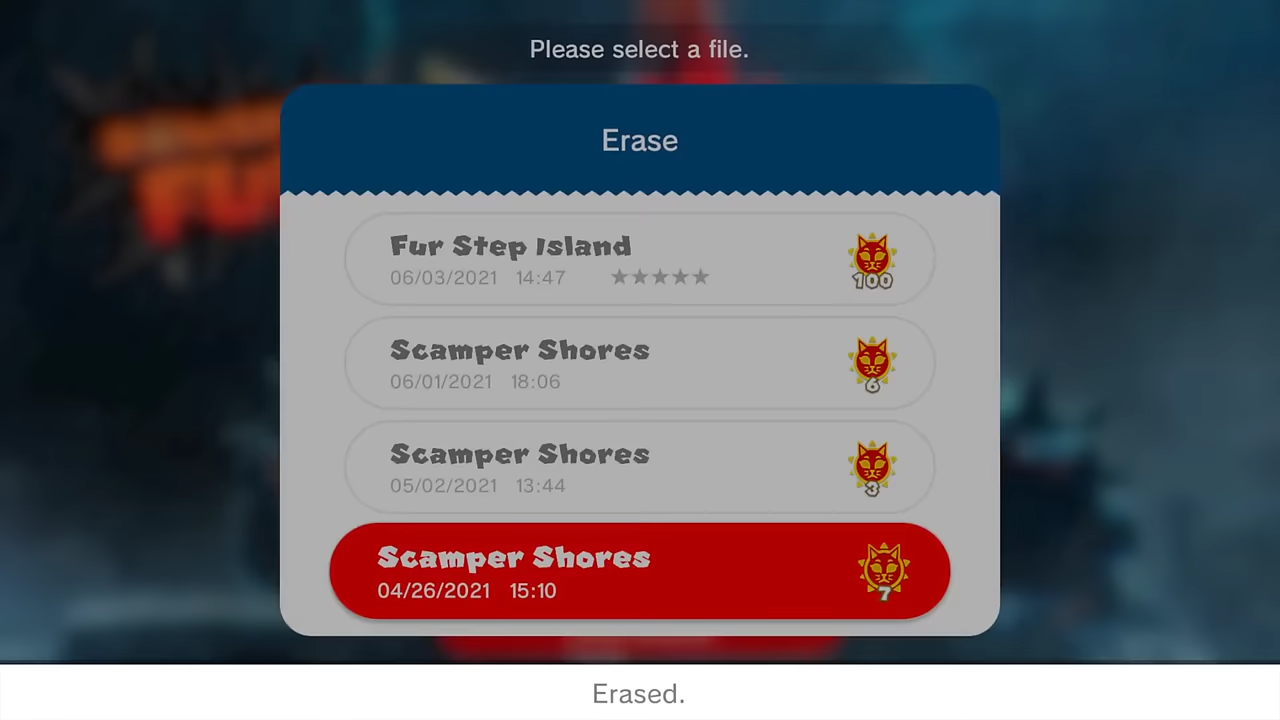 Please select a file.
Erase
Fur Step Island
06/03/2021 14:47 ★★★★★
100
Scamper Shores
06/01/2021 18:06
6
Scamper Shores
05/02/2021 13:44
3
Scamper Shores
04/26/2021 15:10
7
Erased.